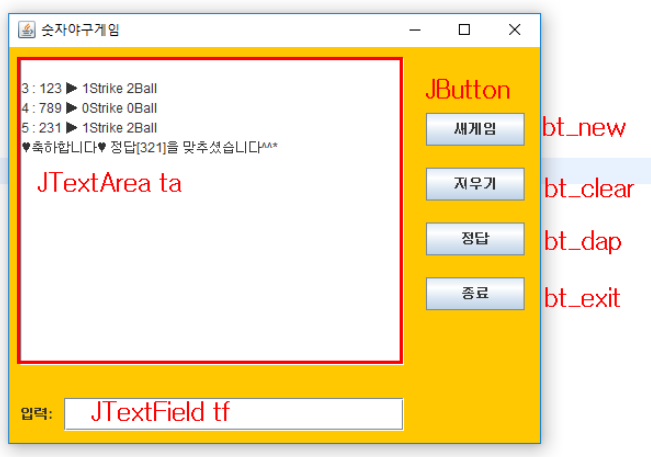 숫자야구게임
3 : 123 ▶ 1Strike 2Ball
4 : 789 ▶ 0Strike 0Ball
5 : 231 ▶ 1Strike 2Ball
♥축하합니다♥ 정답[321]을 맞추셨습니다^^*
JTextArea ta
JButton
새게임 bt_new
지우기 bt_clear
정답 bt_dap
종료 bt_exit
입력: JTextField tf